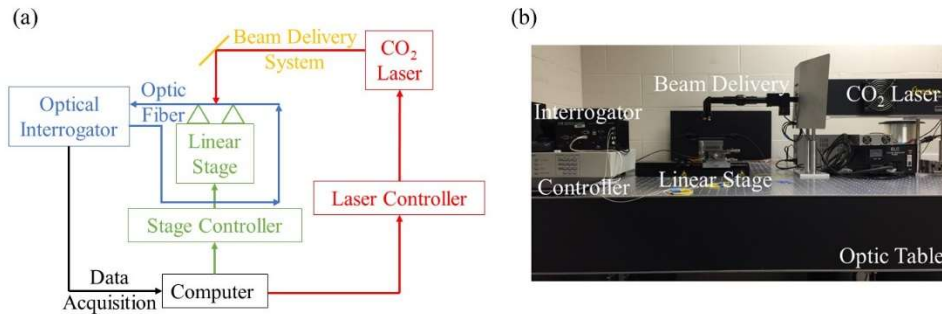 (a)
Beam Delivery
System
CO2
Laser
Optic
Fiber
Optical
Interrogator
Linear
Stage
Laser Controller
Stage Controller
Data
Acquisition
Computer
(b)
Beam Delivery
CO2 Laser
Interrogator
Controller
Linear Stage
Optic Table